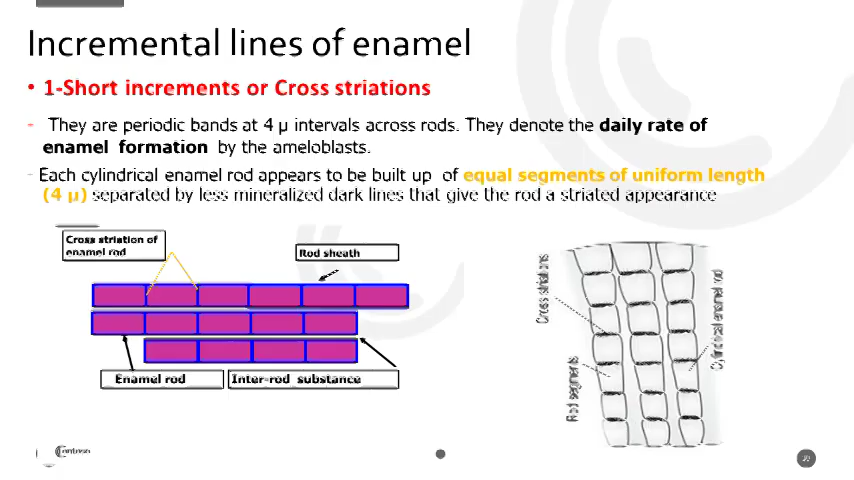 Incremental lines of enamel
• 1-Short increments or Cross striations
- They are periodic bands at 4 µ intervals across rods. They denote the daily rate of
enamel formation by the ameloblasts.
- Each cylindrical enamel rod appears to be built up of equal segments of uniform length
(4 µ) separated by less mineralized dark lines that give the rod a striated appearance
Cross striation of
enamel rod
Rod sheath
Enamel rod
Inter-rod substance
Cross striations
Rod segments
Cylindrical enamel rod